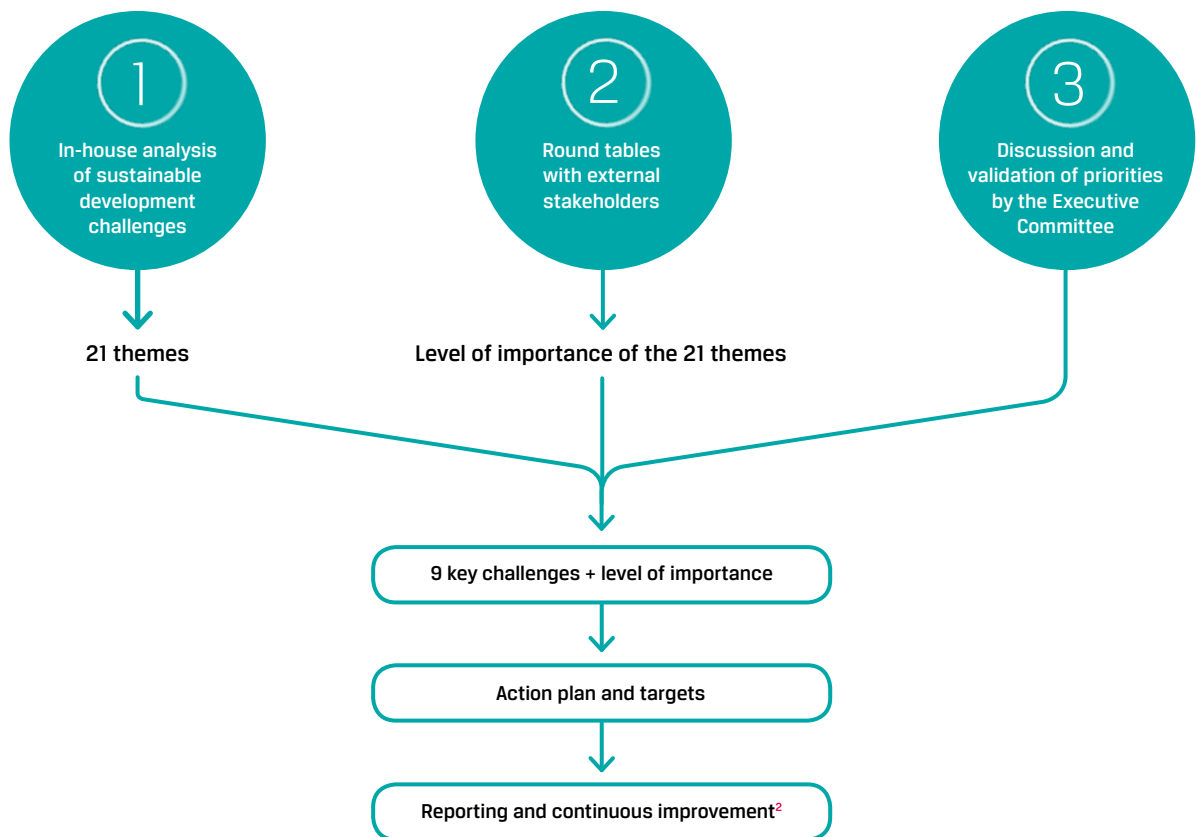 1
In-house analysis
of sustainable
development
challenges
2
Round tables
with external
stakeholders
3
Discussion and
validation of priorities
by the Executive
Committee
21 themes
Level of importance of the 21 themes
9 key challenges + level of importance
Action plan and targets
Reporting and continuous improvement²